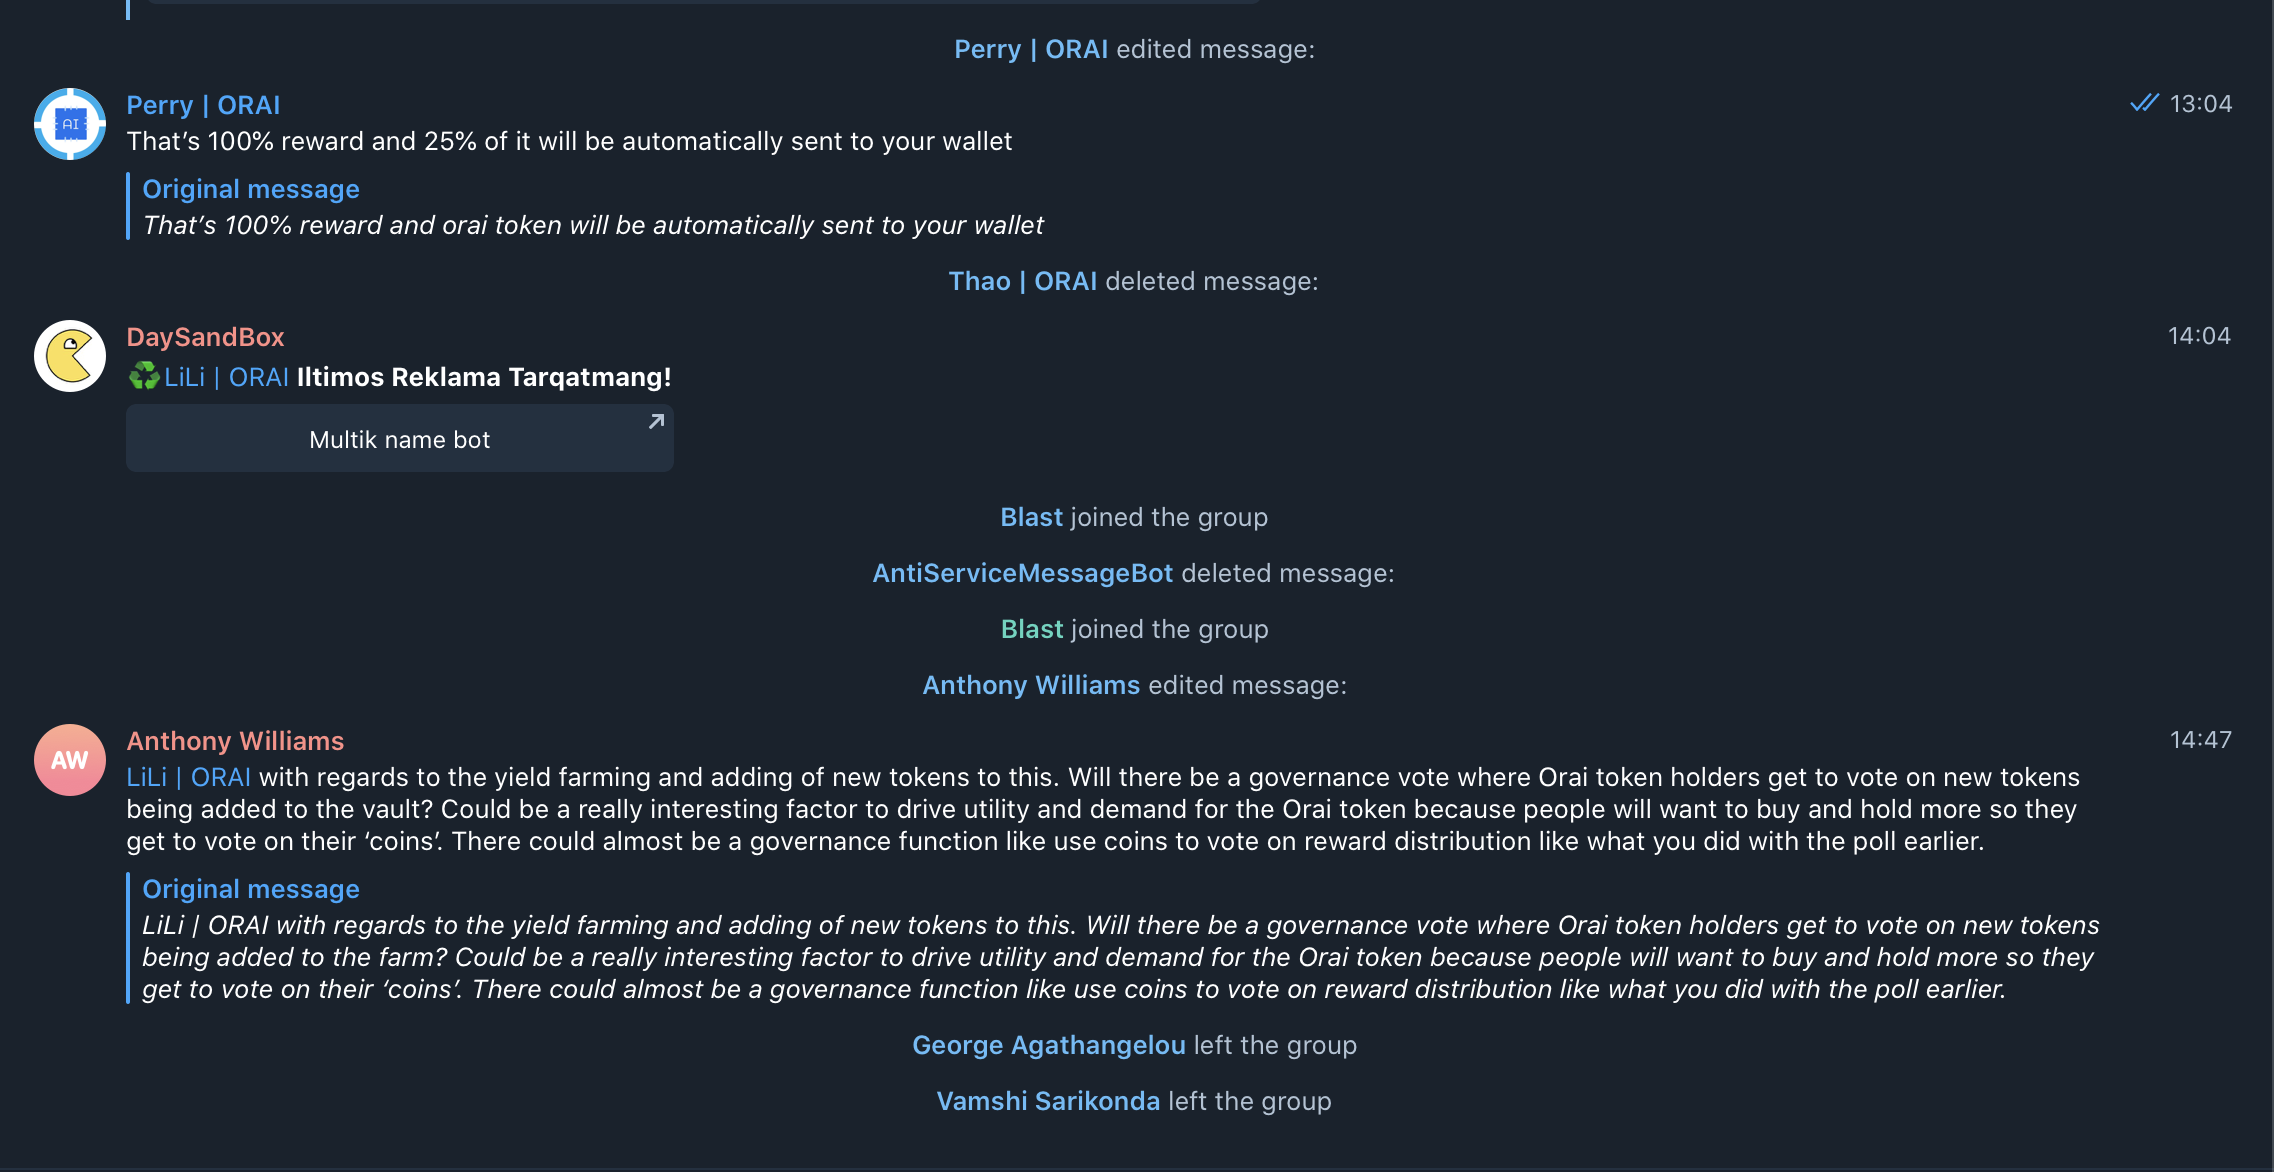 Perry | ORAI edited message:
Perry | ORAI
13:04
AI
That’s 100% reward and 25% of it will be automatically sent to your wallet
Original message
That’s 100% reward and orai token will be automatically sent to your wallet
Thao | ORAI deleted message:
DaySandBox
14:04
♻️LiLi | ORAI Iltimos Reklama Tarqatmang!
Multik name bot
Blast joined the group
AntiServiceMessageBot deleted message:
Blast joined the group
Anthony Williams edited message:
Anthony Williams
14:47
AW
LiLi | ORAI with regards to the yield farming and adding of new tokens to this. Will there be a governance vote where Orai token holders get to vote on new tokens
being added to the vault? Could be a really interesting factor to drive utility and demand for the Orai token because people will want to buy and hold more so they
get to vote on their ‘coins’. There could almost be a governance function like use coins to vote on reward distribution like what you did with the poll earlier.
Original message
LiLi | ORAI with regards to the yield farming and adding of new tokens to this. Will there be a governance vote where Orai token holders get to vote on new tokens
being added to the farm? Could be a really interesting factor to drive utility and demand for the Orai token because people will want to buy and hold more so they
get to vote on their ‘coins’. There could almost be a governance function like use coins to vote on reward distribution like what you did with the poll earlier.
George Agathangelou left the group
Vamshi Sarikonda left the group